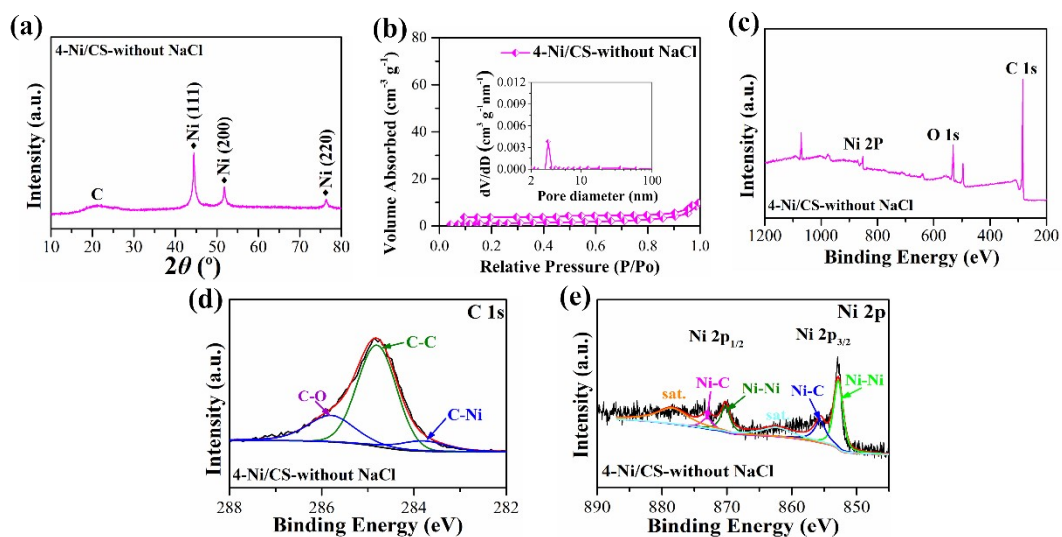 (a)
4-Ni/CS-without NaCl
C
♦Ni (111)
♦Ni (200)
♦Ni (220)
Intensity (a.u.)
10 20 30 40 50 60 70 80
2θ (°)
(b)
4-Ni/CS-without NaCl
Volume Absorbed (cm⁻³ g⁻¹)
80
60
40
20
0
0.0 0.2 0.4 0.6 0.8 1.0
Relative Pressure (P/Po)
dV/dD (cm³ g⁻¹nm⁻¹)
0.012
0.009
0.006
0.003
0.000
2 10 100
Pore diameter (nm)
(c)
C 1s
O 1s
Ni 2P
4-Ni/CS-without NaCl
Intensity (a.u.)
1200 1000 800 600 400 200
Binding Energy (eV)
(d)
C 1s
C-C
C-O
C-Ni
4-Ni/CS-without NaCl
Intensity (a.u.)
288 286 284 282
Binding Energy (eV)
(e)
Ni 2p
Ni 2p₁/₂
Ni 2p₃/₂
Ni-C
Ni-Ni
Ni-C
Ni-Ni
sat.
sat.
4-Ni/CS-without NaCl
Intensity (a.u.)
890 880 870 860 850
Binding Energy (eV)